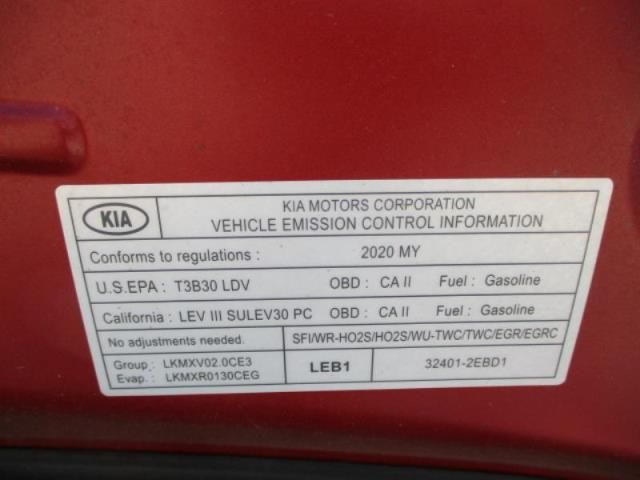 KIA
KIA MOTORS CORPORATION
VEHICLE EMISSION CONTROL INFORMATION
Conforms to regulations : 2020 MY
U.S.EPA : T3B30 LDV OBD : CA II Fuel : Gasoline
California : LEV III SULEV30 PC OBD : CA II Fuel : Gasoline
No adjustments needed. SFI/WR-HO2S/HO2S/WU-TWC/TWC/EGR/EGRC
Group : LKMXV02.0CE3
Evap. : LKMXR0130CEG
LEB1
32401-2EBD1